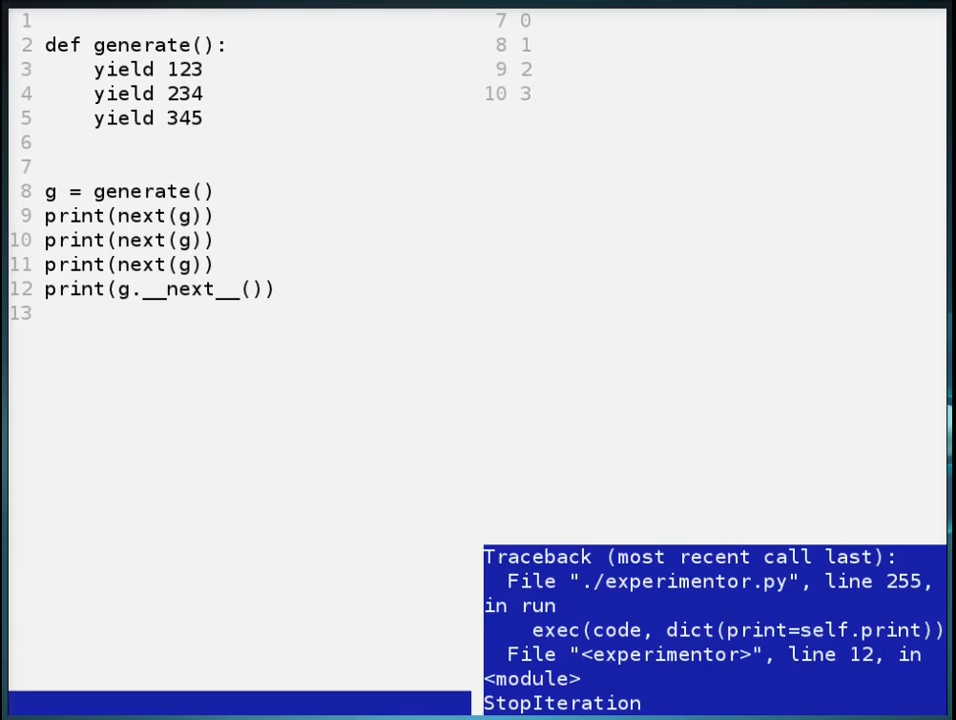 1
2 def generate():
3     yield 123
4     yield 234
5     yield 345
6
7
8 g = generate()
9 print(next(g))
10 print(next(g))
11 print(next(g))
12 print(g.__next__())
13
7 0
8 1
9 2
10 3
Traceback (most recent call last):
  File "./experimentor.py", line 255,
in run
    exec(code, dict(print=self.print))
  File "<experimentor>", line 12, in
<module>
StopIteration